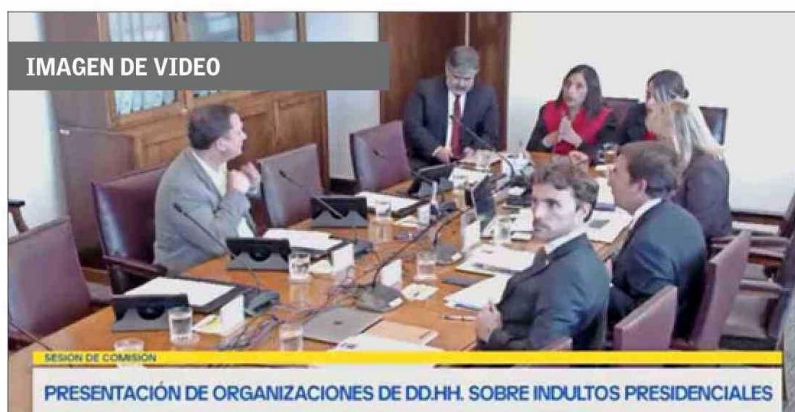 IMAGEN DE VIDEO
SESIÓN DE COMISIÓN
PRESENTACIÓN DE ORGANIZACIONES DE DD.HH. SOBRE INDULTOS PRESIDENCIALES